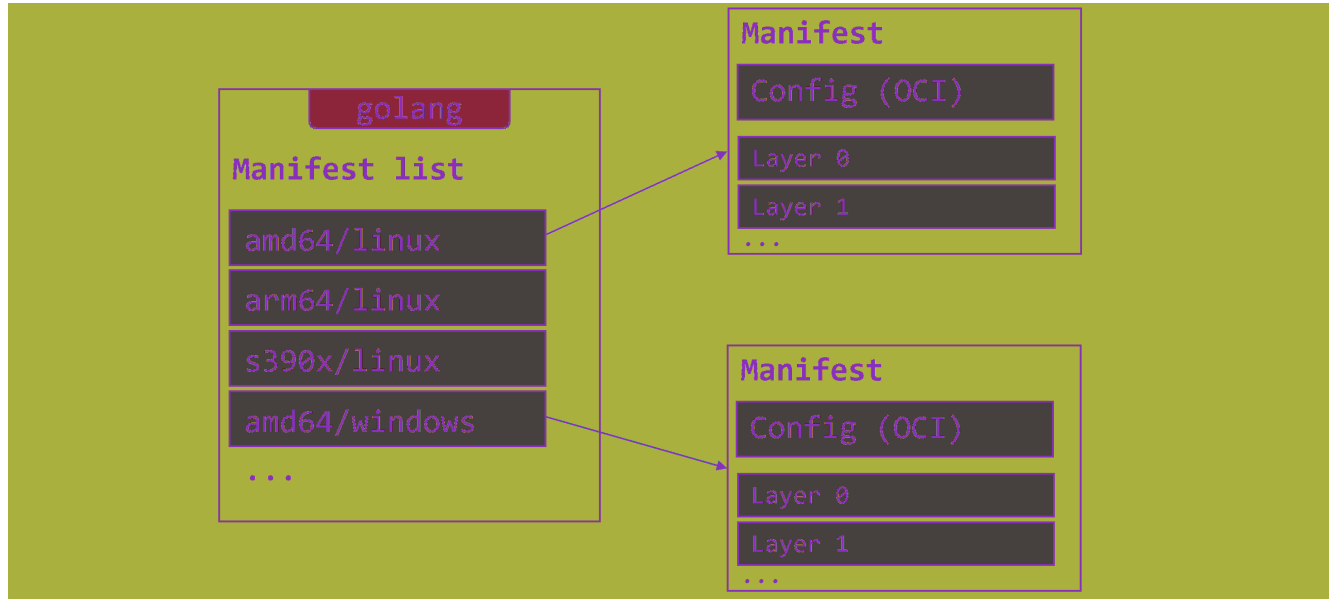 golang
Manifest list
amd64/linux
arm64/linux
s390x/linux
amd64/windows
...
Manifest
Config (OCI)
Layer 0
Layer 1
...
Manifest
Config (OCI)
Layer 0
Layer 1
...